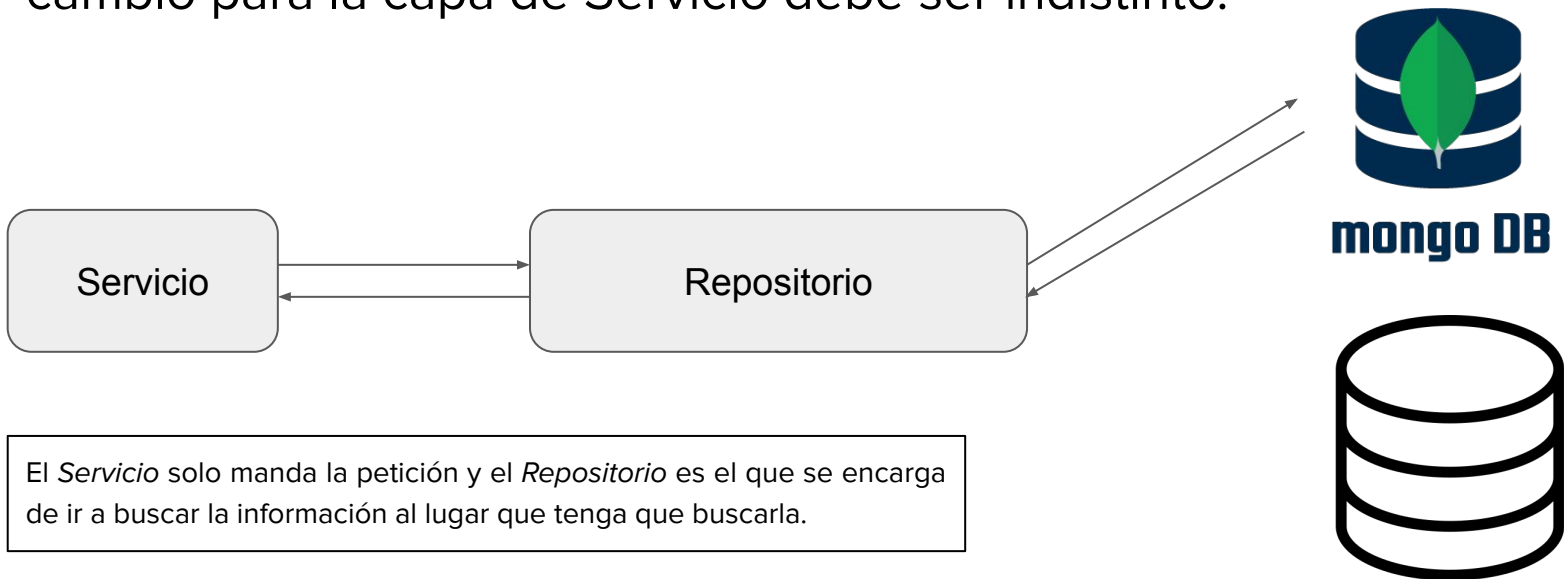 cambio para la capa de Servicio debe ser indistinto.
mongo DB
Servicio
Repositorio
El Servicio solo manda la petición y el Repositorio es el que se encarga
de ir a buscar la información al lugar que tenga que buscarla.